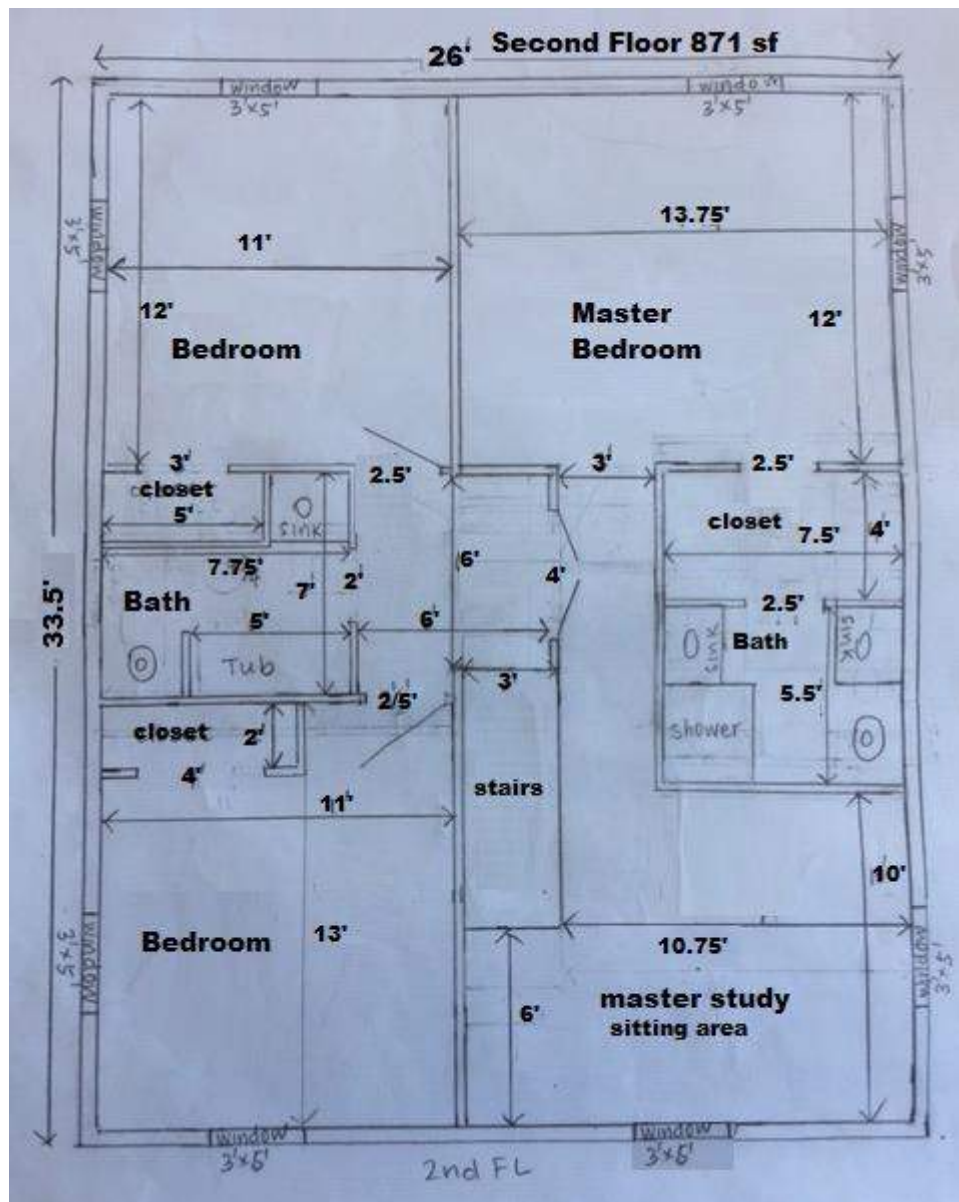 Second Floor 871 sf
26'
window
3'x5'
window
3'x5'
window
3'x5'
13.75'
11'
window
3'x5'
12'
Bedroom
Master
Bedroom
12'
3'
closet
5'
sink
2.5'
3'
2.5'
closet
7.5'
4'
33.5'
7.75'
Bath
7'
2'
6'
4'
5'
6'
Tub
2.5'
Bath
sink
sink
5.5'
3'
2/5'
closet
2'
4'
shower
stairs
11'
10'
Bedroom
13'
10.75'
window
3'x5'
6'
master study
sitting area
window
3'x5'
window
3'x5'
window
3'x5'
2nd FL